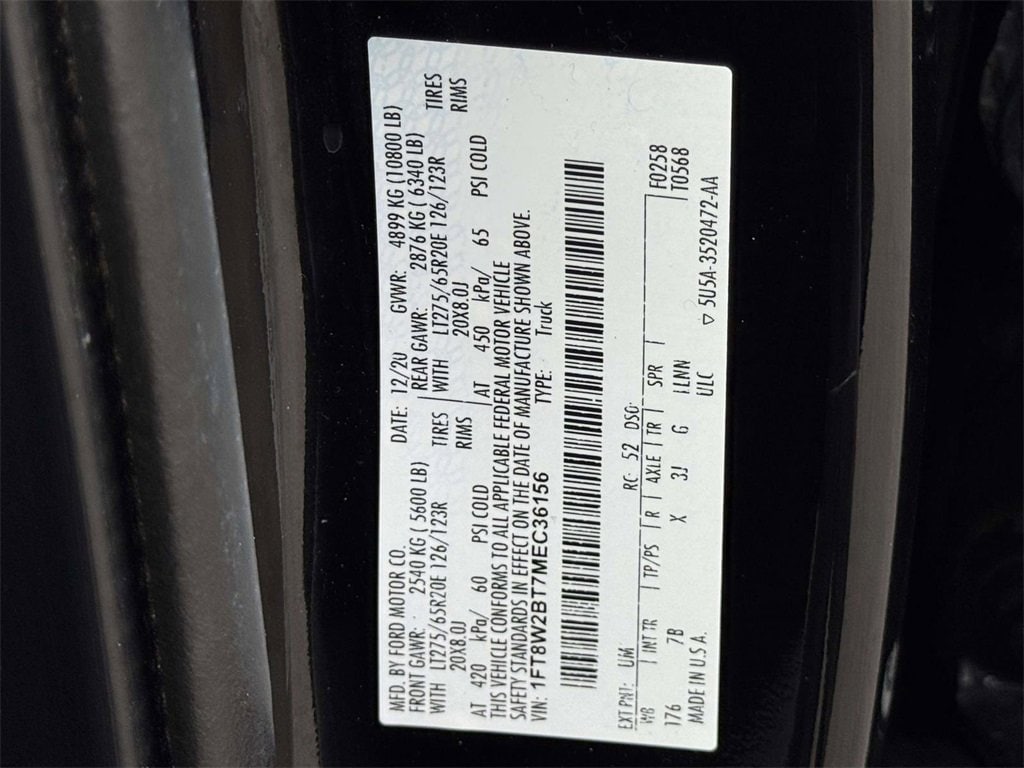 MFD. BY FORD MOTOR CO. DATE: 12/20 GVWR: 4899 KG (10800 LB)
FRONT GAWR: 2540 KG ( 5600 LB) REAR GAWR: 2876 KG ( 6340 LB)
WITH LT275/65R20E 126/123R TIRES WITH LT275/65R20E 126/123R TIRES
20X8.0J RIMS 20X8.0J RIMS
AT 420 kPa/ 60 PSI COLD AT 450 kPa/ 65 PSI COLD
THIS VEHICLE CONFORMS TO ALL APPLICABLE FEDERAL MOTOR VEHICLE
SAFETY STANDARDS IN EFFECT ON THE DATE OF MANUFACTURE SHOWN ABOVE.
VIN: 1FT8W2BT7MEC36156 TYPE: Truck
EXT PNT: UM RC: 52 DSO: F0258
WB INT TR TP/PS R AXLE TR SPR T0568
176 7B X 3J G ILNN
MADE IN U.S.A. ULC 5U5A-3520472-AA